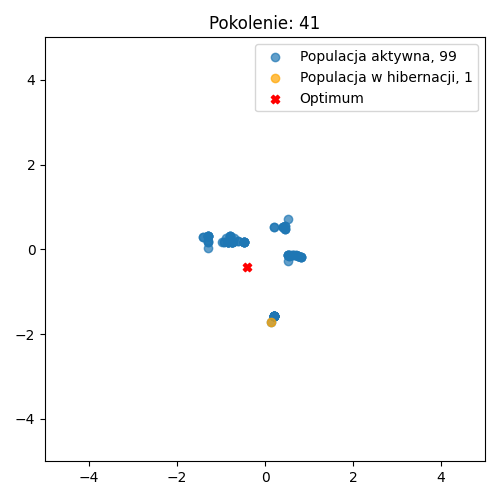 Pokolenie: 41
Populacja aktywna, 99
Populacja w hibernacji, 1
Optimum
4
2
0
−2
−4
−4
−2
0
2
4